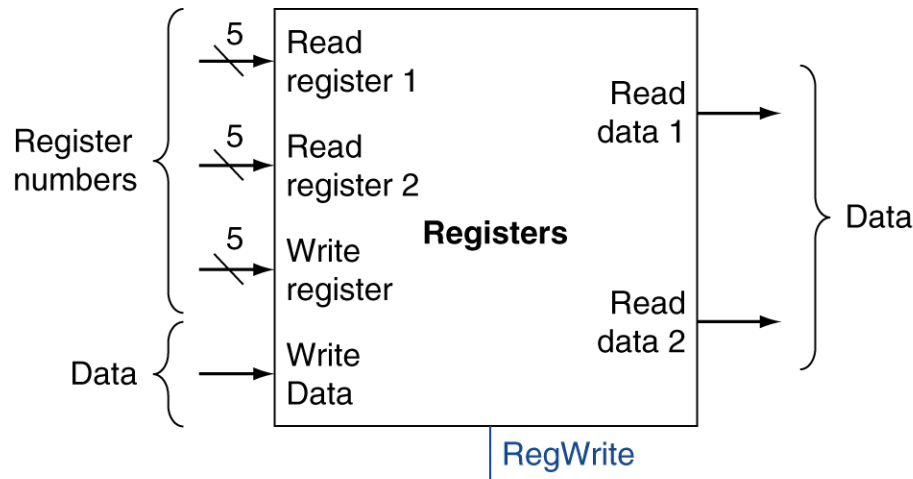 Register
numbers
Data
5
Read
register 1
5
Read
register 2
5
Write
register
Write
Data
Registers
Read
data 1
Read
data 2
Data
RegWrite